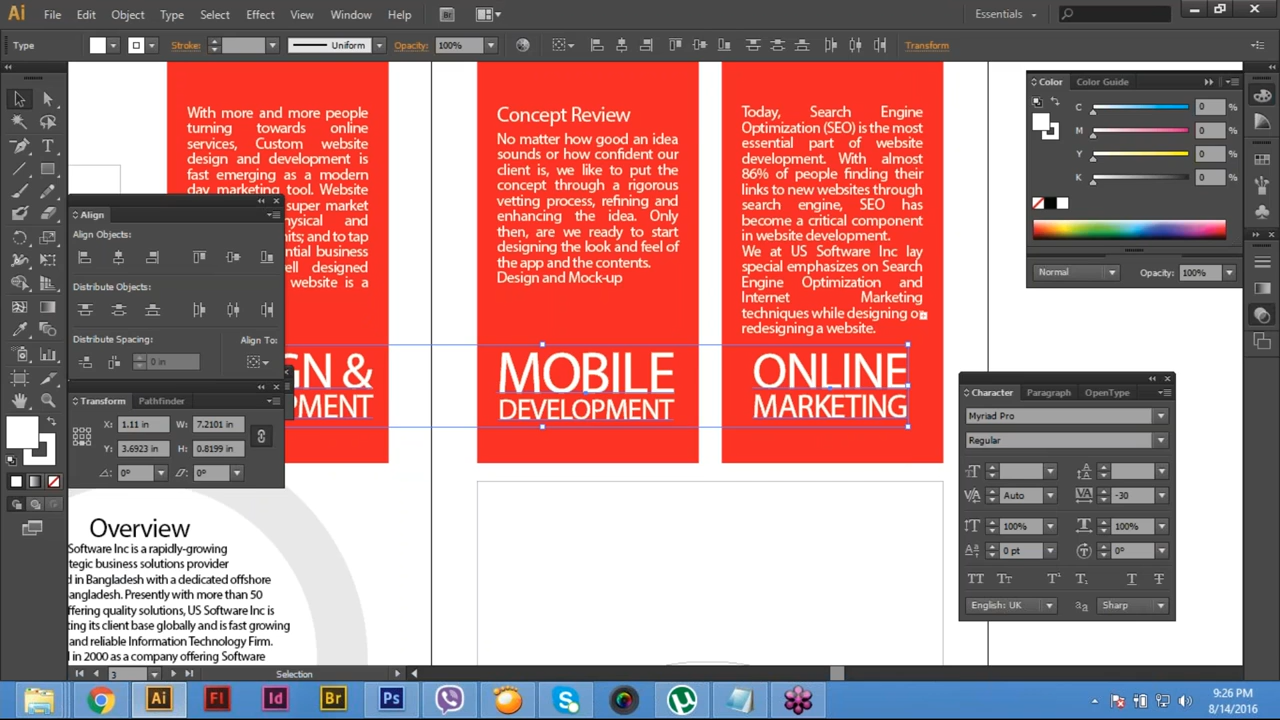 Ai File Edit Object Type Select Effect View Window Help Br Essentials
Type Stroke: Uniform Opacity: 100% Transform
With more and more people
turning towards online
services, Custom website
design and development is
fast emerging as a modern
day marketing tool. Website
super market
and
and to tap
business
designed
website is a
GN &
PMENT
Concept Review
No matter how good an idea
sounds or how confident our
client is, we like to put the
concept through a rigorous
vetting process, refining and
enhancing the idea. Only
then, are we ready to start
designing the look and feel of
the app and the contents.
Design and Mock-up
MOBILE
DEVELOPMENT
Today, Search Engine
Optimization (SEO) is the most
essential part of website
development. With almost
86% of people finding their
links to new websites through
search engine, SEO has
become a critical component
in website development.
We at US Software Inc lay
special emphasizes on Search
Engine Optimization and
Internet Marketing
techniques while designing or
redesigning a website.
ONLINE
MARKETING
Align
Align Objects:
Distribute Objects:
Distribute Spacing: Align To:
0 in
Transform Pathfinder
X: 1.11 in W: 7.2101 in
Y: 3.6923 in H: 0.8199 in
0° 0°
Overview
Software Inc is a rapidly-growing
tegic business solutions provider
d in Bangladesh with a dedicated offshore
angladesh. Presently with more than 50
ffering quality solutions, US Software Inc is
ting its client base globally and is fast growing
and reliable Information Technology Firm.
d in 2000 as a company offering Software
Color Color Guide
C 0 %
M 0 %
Y 0 %
K 0 %
Normal Opacity: 100%
Character Paragraph OpenType
Myriad Pro
Regular
Auto -30
100% 100%
0 pt 0°
English: UK Sharp
3 Selection
Ai Fl Id Br Ps
9:26 PM
8/14/2016